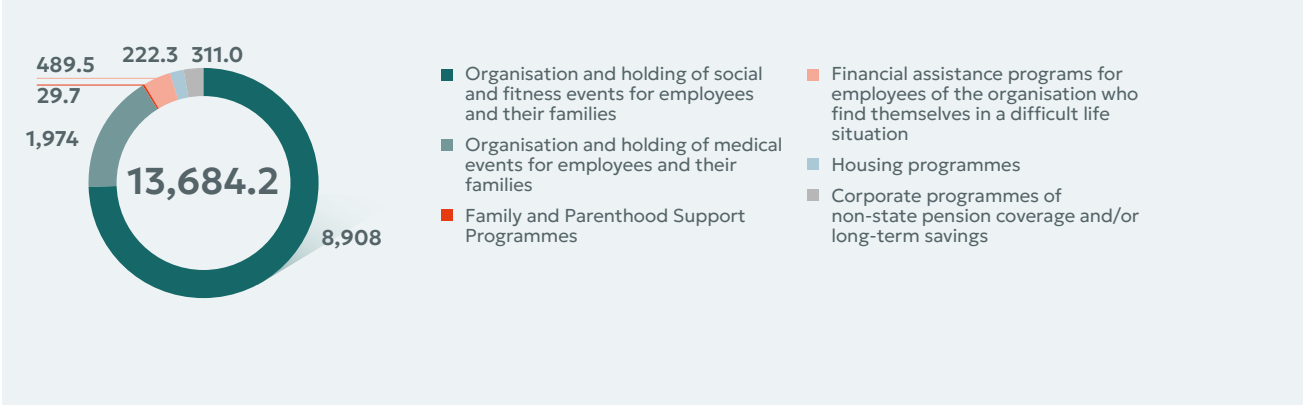 489.5
222.3
311.0
29.7
1,974
13,684.2
8,908
Organisation and holding of social
and fitness events for employees
and their families
Organisation and holding of medical
events for employees and their
families
Family and Parenthood Support
Programmes
Financial assistance programs for
employees of the organisation who
find themselves in a difficult life
situation
Housing programmes
Corporate programmes of
non-state pension coverage and/or
long-term savings